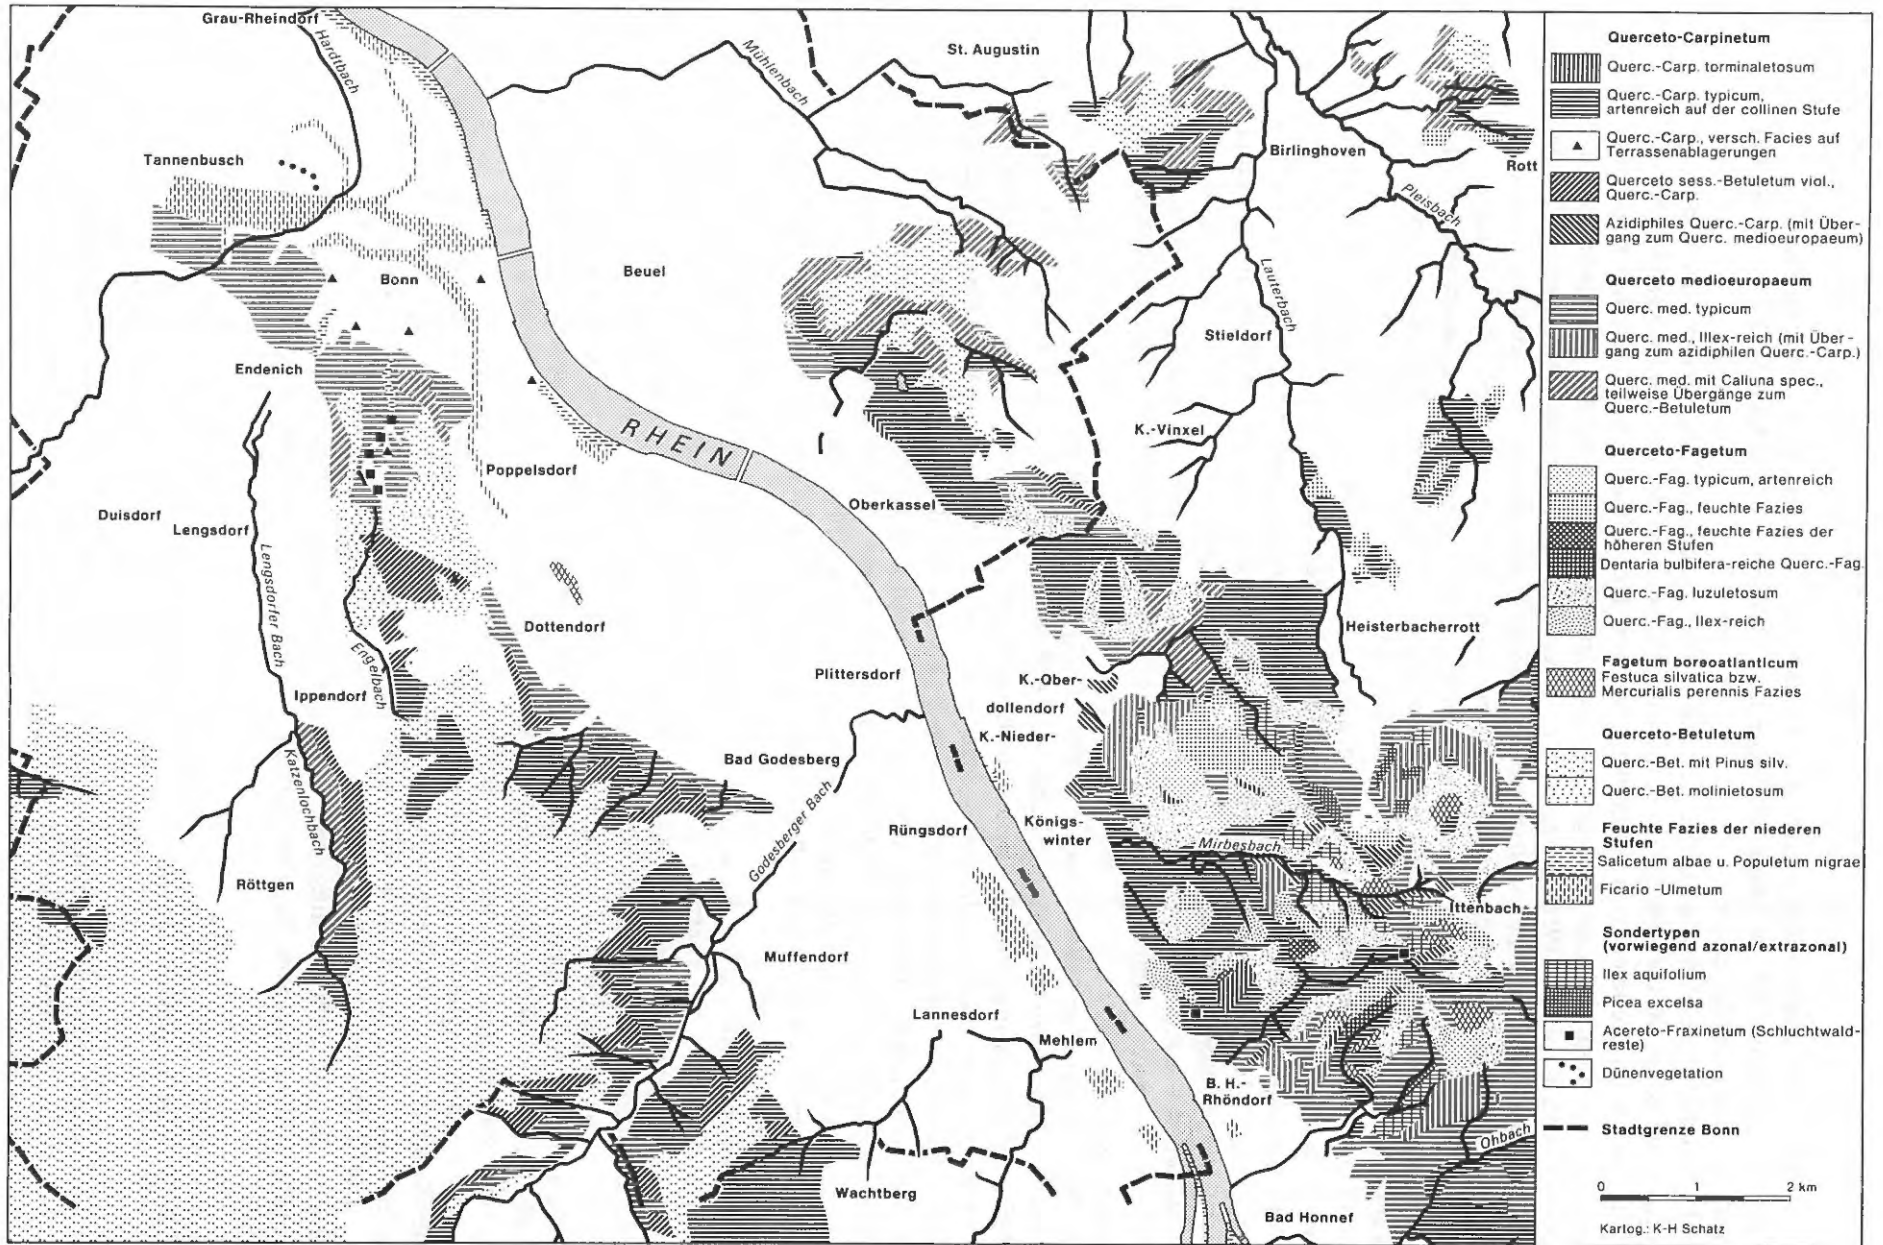 Grau-Rheindorf
Hardtbach
Mühlenbach
St. Augustin
Tannenbusch
Birlinghoven
Rott
Pleisbach
Bonn
Beuel
Lauterbach
Stieldorf
Endenich
RHEIN
K.-Vinxel
Poppelsdorf
Oberkassel
Duisdorf
Lengsdorf
Lengsdorfer Bach
Dottendorf
Heisterbacherrott
Engelbach
Plittersdorf
K.-Ober-
dollendorf
Ippendorf
K.-Nieder-
Katzenlochbach
Bad Godesberg
Godesberger Bach
Rüngsdorf
Königs-
winter
Mirbesbach
Röttgen
Ittenbach
Muffendorf
Lannesdorf
Mehlem
B. H.-
Rhöndorf
Ohbach
Wachtberg
Bad Honnef
Querceto-Carpinetum
Querc.-Carp. torminaletosum
Querc.-Carp. typicum,
artenreich auf der collinen Stufe
Querc.-Carp., versch. Facies auf
Terrassenablagerungen
Querceto sess.-Betuletum viol.,
Querc.-Carp.
Azidiphiles Querc.-Carp. (mit Über-
gang zum Querc. medioeuropaeum)
Querceto medioeuropaeum
Querc. med. typicum
Querc. med., Illex-reich (mit Über-
gang zum azidiphilen Querc.-Carp.)
Querc. med. mit Calluna spec.,
teilweise Übergänge zum
Querc.-Betuletum
Querceto-Fagetum
Querc.-Fag. typicum, artenreich
Querc.-Fag., feuchte Fazies
Querc.-Fag., feuchte Fazies der
höheren Stufen
Dentaria bulbifera-reiche Querc.-Fag.
Querc.-Fag. luzuletosum
Querc.-Fag., Ilex-reich
Fagetum boreoatlanticum
Festuca silvatica bzw.
Mercurialis perennis Fazies
Querceto-Betuletum
Querc.-Bet. mit Pinus silv.
Querc.-Bet. molinietosum
Feuchte Fazies der niederen
Stufen
Salicetum albae u. Populetum nigrae
Ficario -Ulmetum
Sondertypen
(vorwiegend azonal/extrazonal)
Ilex aquifolium
Picea excelsa
Acereto-Fraxinetum (Schluchtwald-
reste)
Dünenvegetation
Stadtgrenze Bonn
0 1 2 km
Kartog.: K-H Schatz